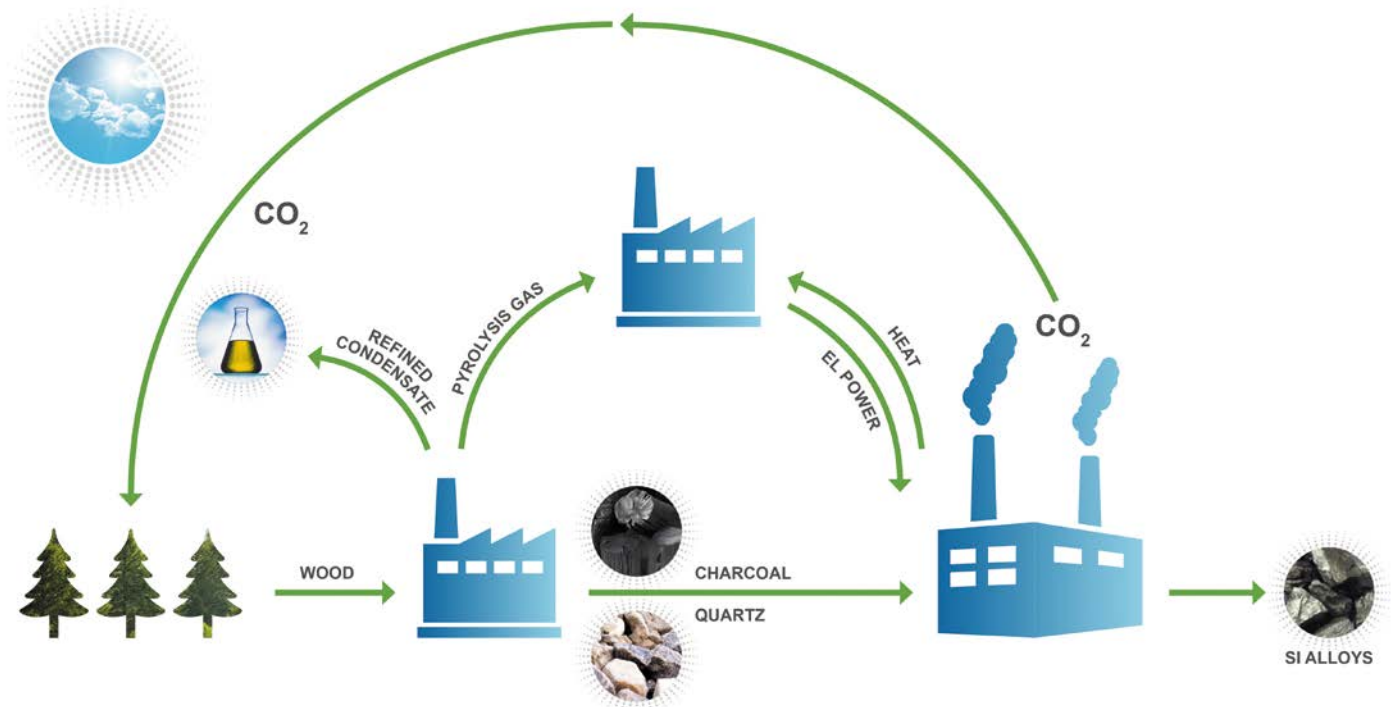 CO₂
PYROLYSIS GAS
REFINED
CONDENSATE
HEAT
EL POWER
CO₂
WOOD
CHARCOAL
QUARTZ
SI ALLOYS